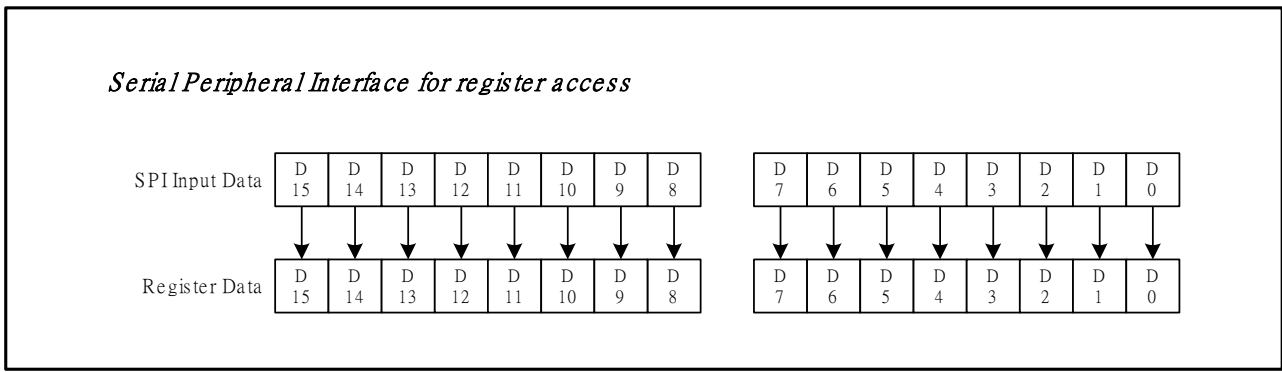 Serial Peripheral Interface for register access
SPI Input Data
D 15 D 14 D 13 D 12 D 11 D 10 D 9 D 8 D 7 D 6 D 5 D 4 D 3 D 2 D 1 D 0
Register Data
D 15 D 14 D 13 D 12 D 11 D 10 D 9 D 8 D 7 D 6 D 5 D 4 D 3 D 2 D 1 D 0